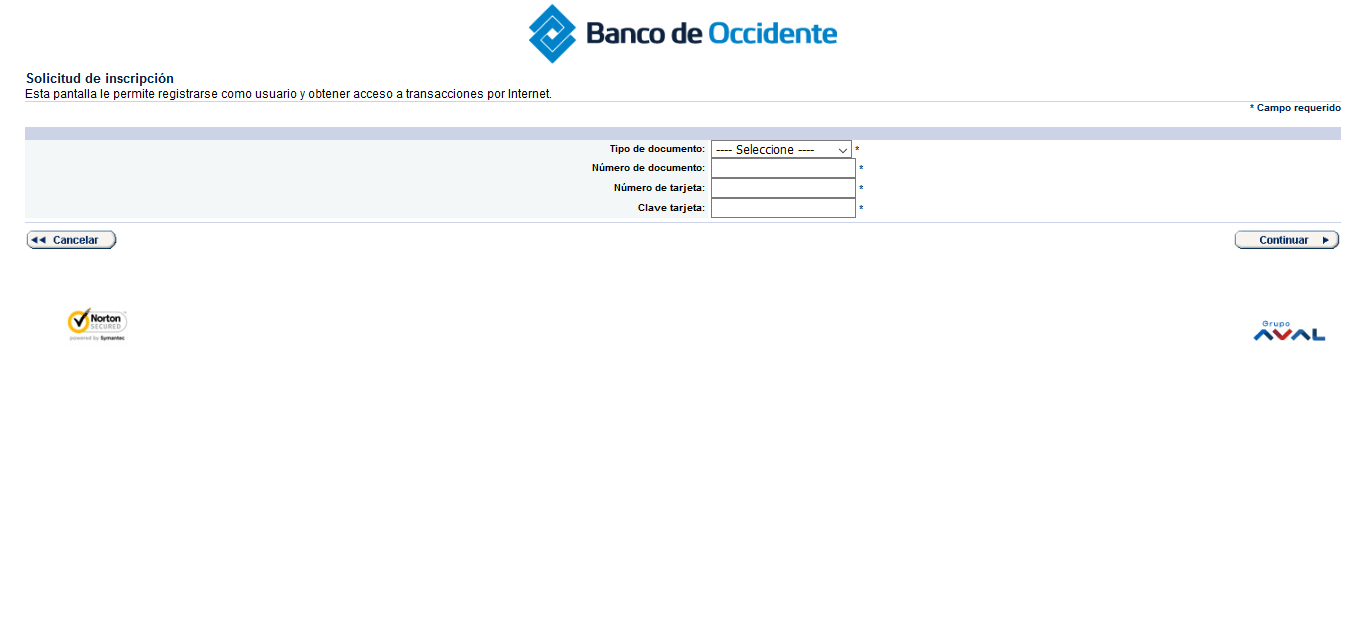 Banco de Occidente
Solicitud de inscripción
Esta pantalla le permite registrarse como usuario y obtener acceso a transacciones por Internet.
* Campo requerido
Tipo de documento: ---- Seleccione ---- *
Número de documento: *
Número de tarjeta: *
Clave tarjeta: *
Cancelar Continuar
Norton
SECURED
powered by Symantec
Grupo
AVAL